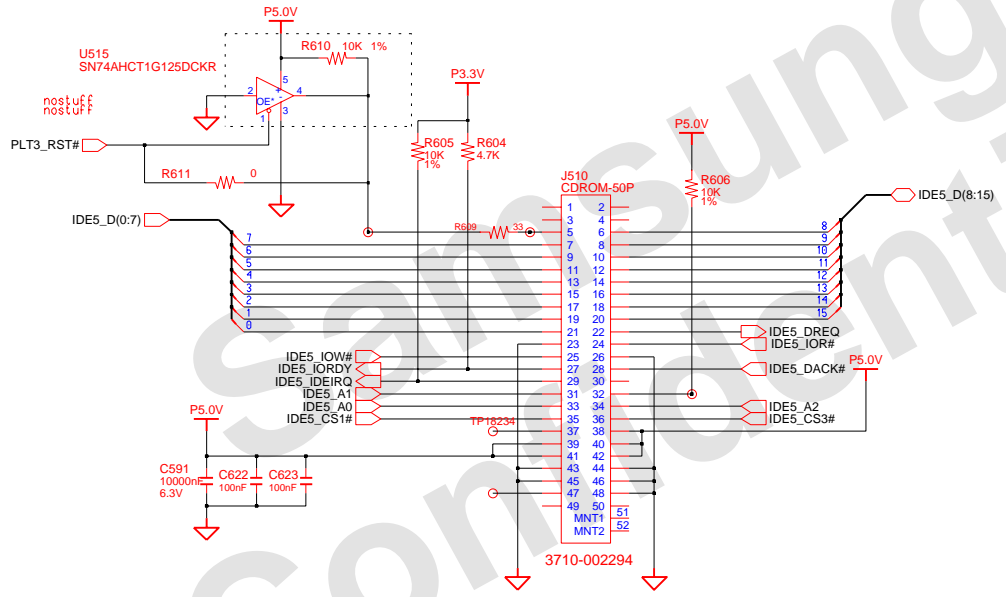 P5.0V
U515
SN74AHCT1G125DCKR
R610 10K 1%
5
2
4
+
-
OE*
3
1
nostuff
nostuff
PLT3_RST#
R611 0
P3.3V
R605
10K
1%
R604
4.7K
P5.0V
R606
10K
1%
J510
CDROM-50P
IDE5_D(0:7)
IDE5_D(8:15)
R609 33
1 2
3 4
5 6 8
7 7 8 9
6 9 10 10
5 11 12 11
4 13 14 12
3 15 16 13
2 17 18 14
1 19 20 15
0 21 22 IDE5_DREQ
23 24 IDE5_IOR#
IDE5_IOW# 25 26 P5.0V
IDE5_IORDY 27 28 IDE5_DACK#
IDE5_IDEIRQ 29 30
IDE5_A1 31 32
IDE5_A0 33 34 IDE5_A2
IDE5_CS1# 35 36 IDE5_CS3#
P5.0V
TP18234 37 38
39 40
41 42
43 44
45 46
47 48
49 50
MNT1 51
MNT2 52
C591
10000nF
6.3V
C622
100nF
C623
100nF
3710-002294
Samsung
Confident